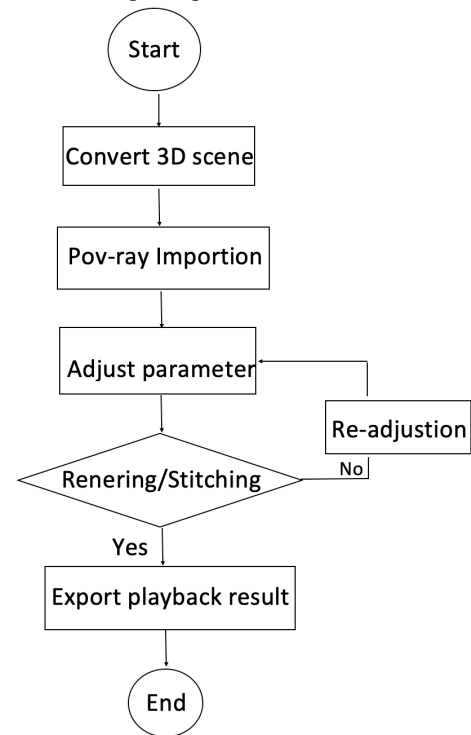 Start
Convert 3D scene
Pov-ray Importion
Adjust parameter
Re-adjustion
No
Renering/Stitching
Yes
Export playback result
End